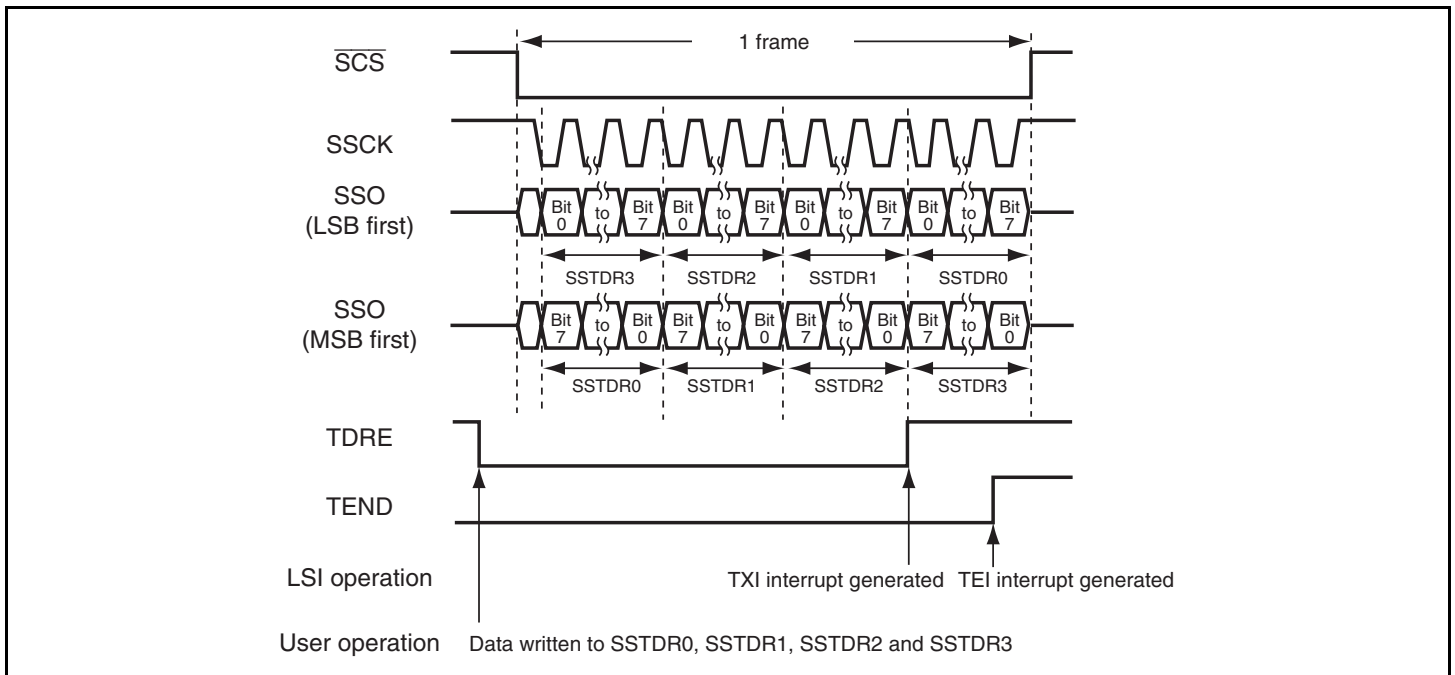 1 frame
SCS
SSCK
SSO
(LSB first)
Bit 0 to Bit 7 Bit 0 to Bit 7 Bit 0 to Bit 7 Bit 0 to Bit 7
SSTDR3 SSTDR2 SSTDR1 SSTDR0
SSO
(MSB first)
Bit 7 to Bit 0 Bit 7 to Bit 0 Bit 7 to Bit 0 Bit 7 to Bit 0
SSTDR0 SSTDR1 SSTDR2 SSTDR3
TDRE
TEND
LSI operation TXI interrupt generated TEI interrupt generated
User operation Data written to SSTDR0, SSTDR1, SSTDR2 and SSTDR3